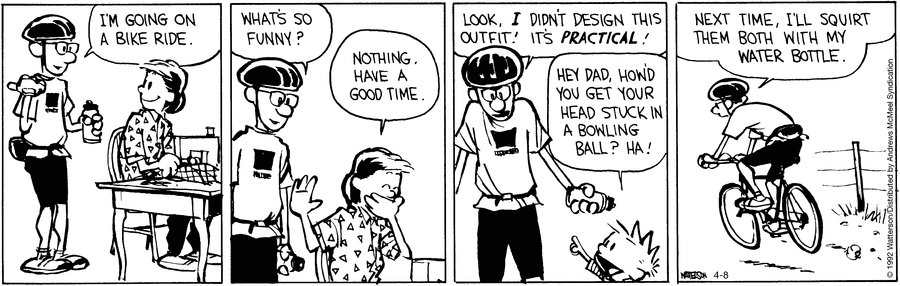 I'M GOING ON
A BIKE RIDE.
WHAT'S SO
FUNNY?
NOTHING.
HAVE A
GOOD TIME.
LOOK, I DIDN'T DESIGN THIS
OUTFIT! IT'S PRACTICAL!
HEY DAD, HOW'D
YOU GET YOUR
HEAD STUCK IN
A BOWLING
BALL? HA!
WATTERSON 4-8
NEXT TIME, I'LL SQUIRT
THEM BOTH WITH MY
WATER BOTTLE.
© 1992 Watterson/Distributed by Andrews McMeel Syndication